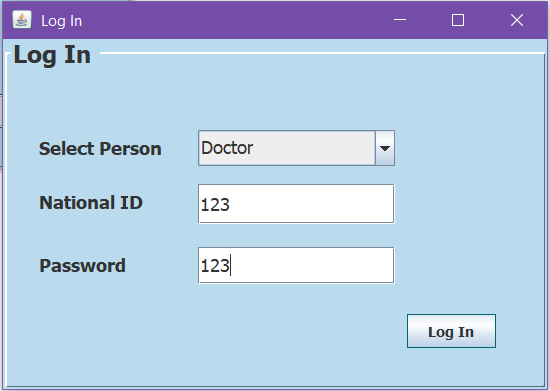 Log In
Log In
Select Person Doctor
National ID 123
Password 123
Log In